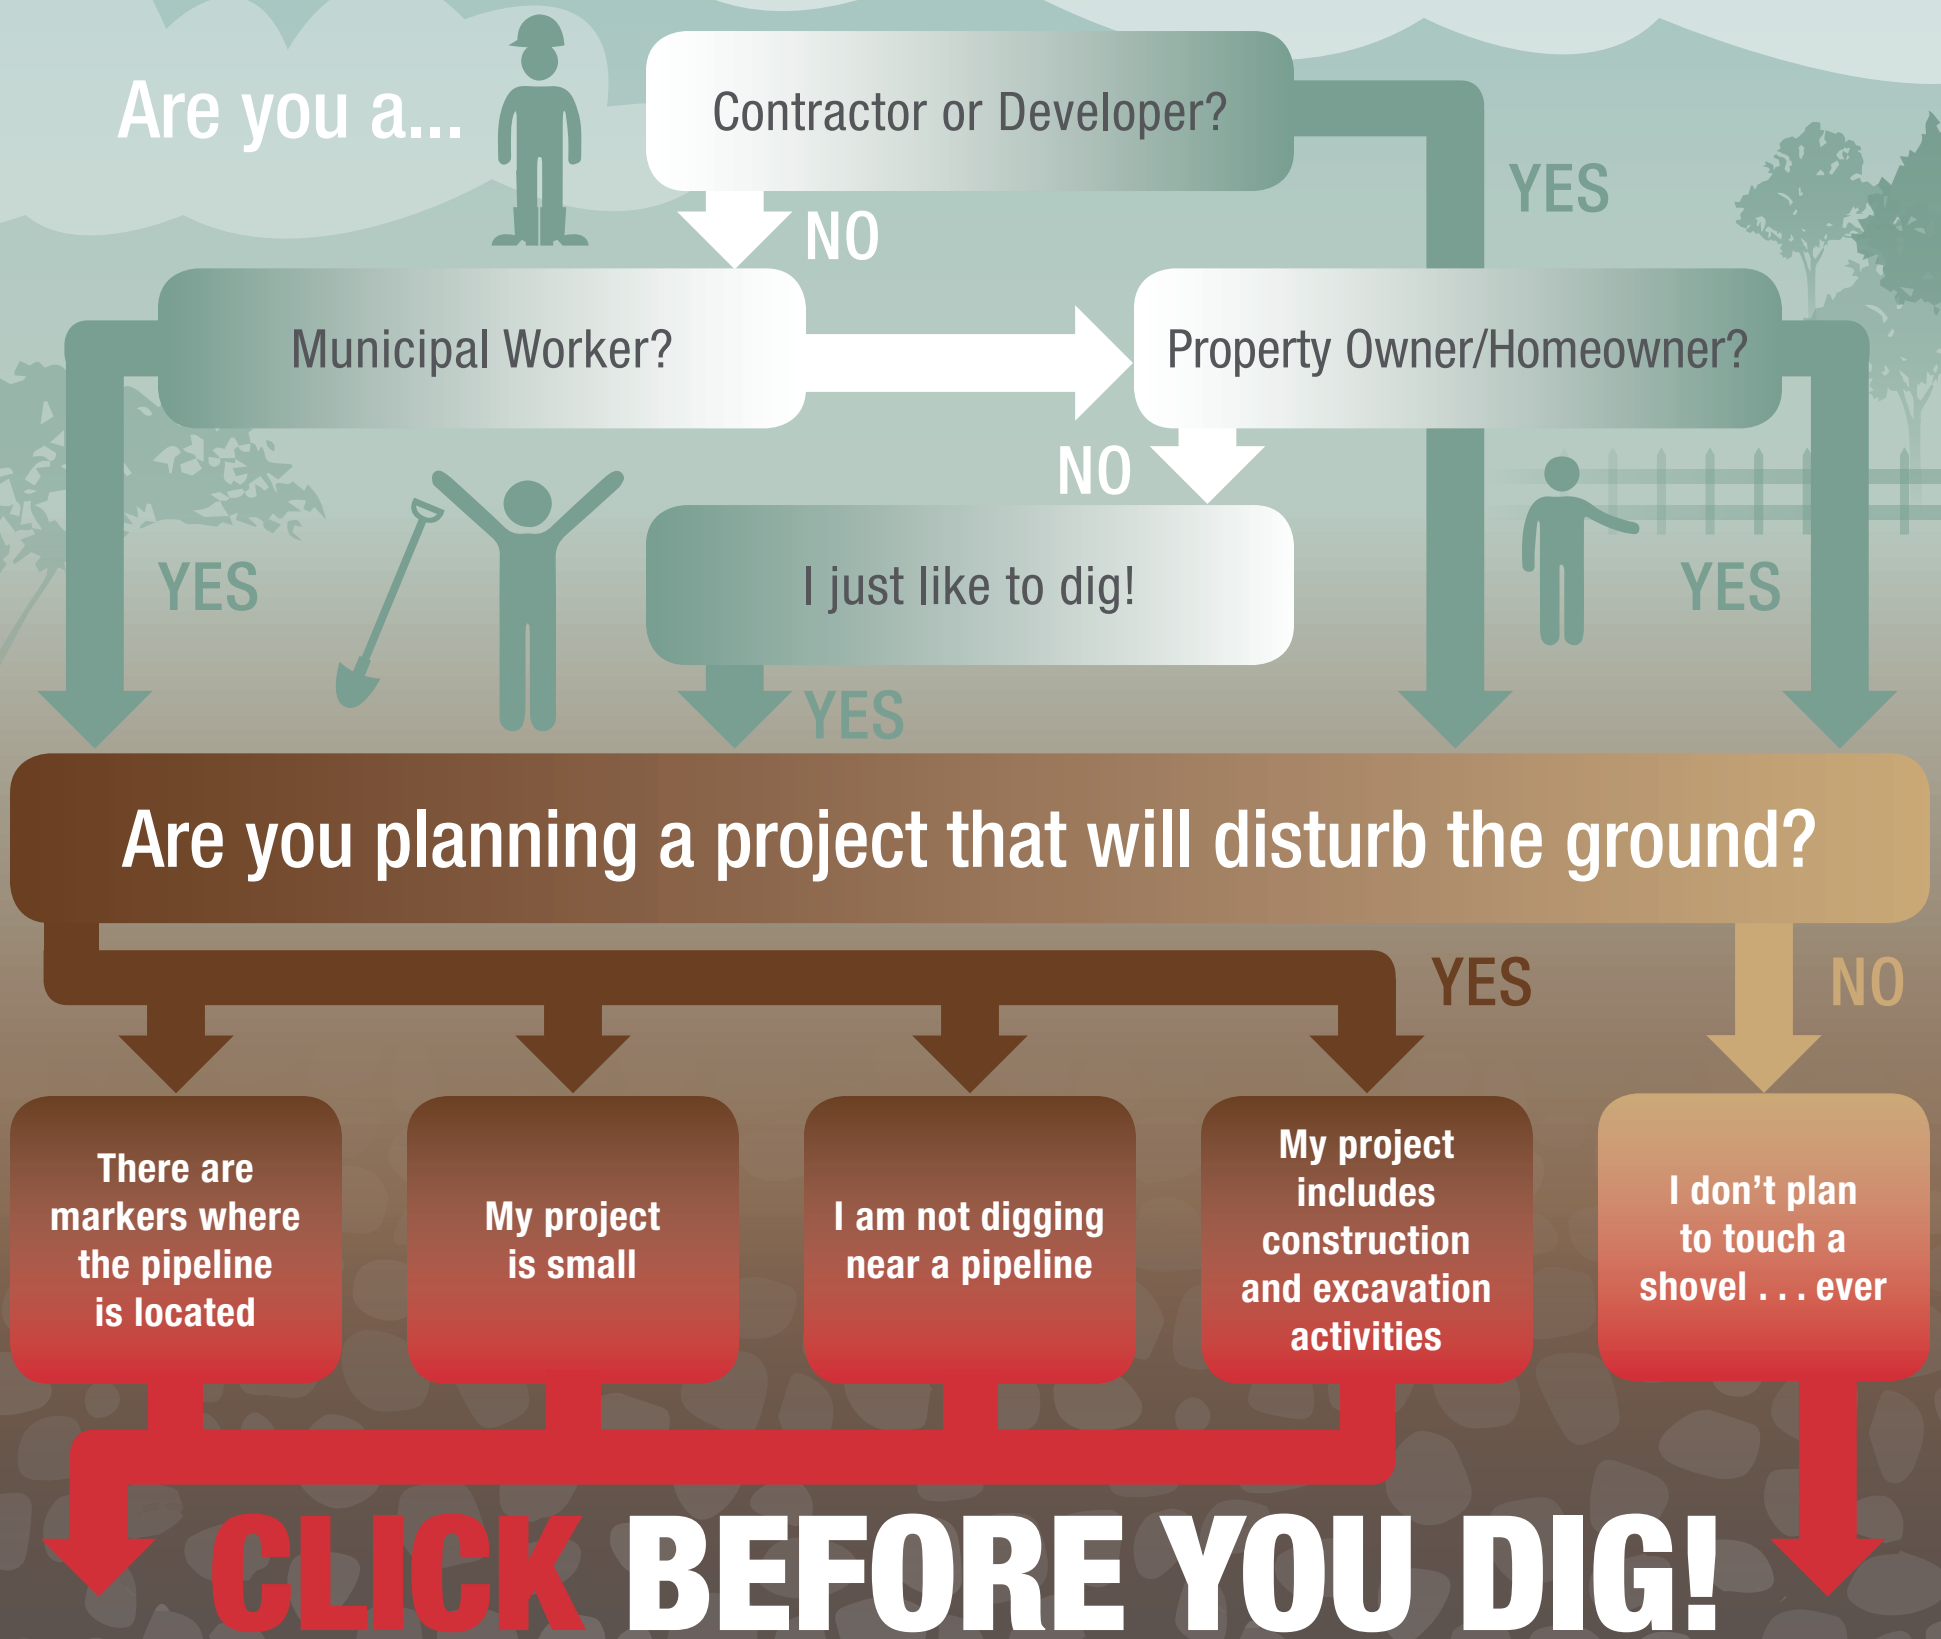 Are you a...
Contractor or Developer?
YES
NO
Municipal Worker?
Property Owner/Homeowner?
NO
YES
I just like to dig!
YES
YES
Are you planning a project that will disturb the ground?
YES
NO
There are
markers where
the pipeline
is located
My project
is small
I am not digging
near a pipeline
My project
includes
construction
and excavation
activities
I don't plan
to touch a
shovel . . . ever
CLICK BEFORE YOU DIG!